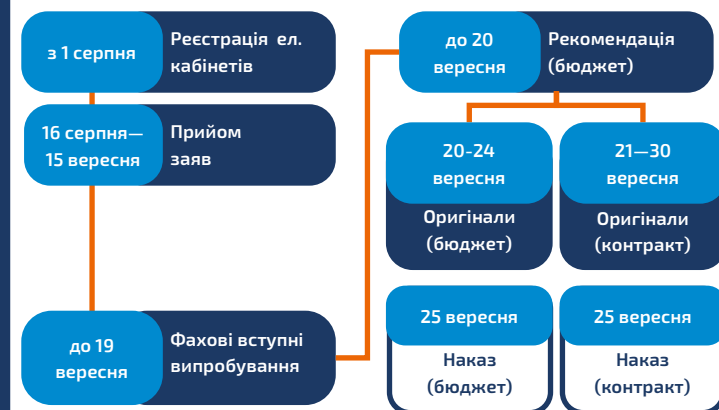 з 1 серпня
Реєстрація ел.
кабінетів
16 серпня—
15 вересня
Прийом
заяв
до 19
вересня
Фахові вступні
випробування
до 20
вересня
Рекомендація
(бюджет)
20-24
вересня
Оригінали
(бюджет)
21—30
вересня
Оригінали
(контракт)
25 вересня
Наказ
(бюджет)
25 вересня
Наказ
(контракт)